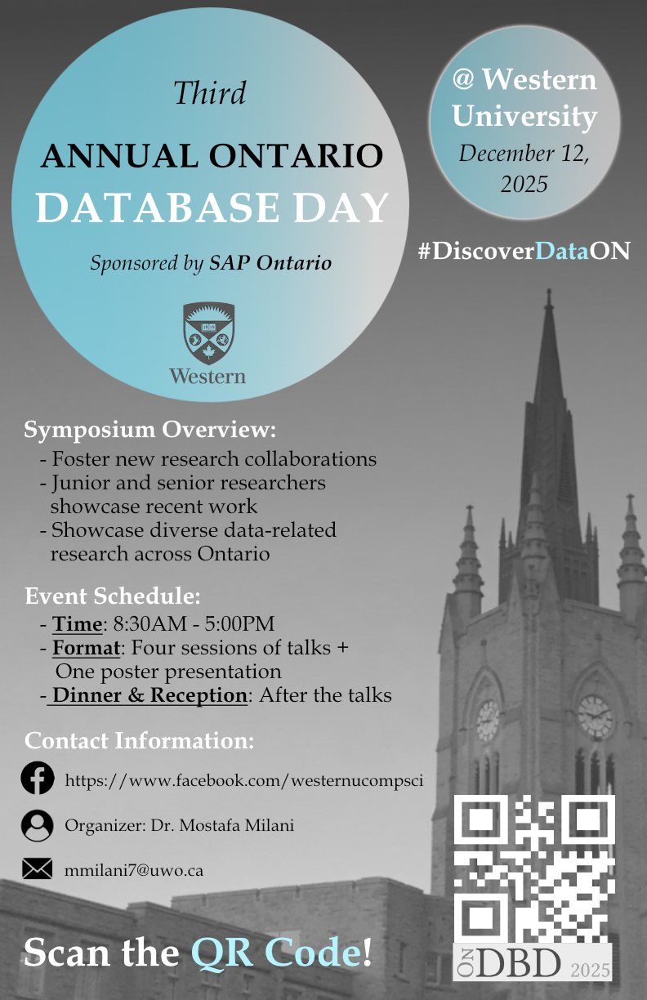 Third
ANNUAL ONTARIO
DATABASE DAY
Sponsored by SAP Ontario
1878
Western
@ Western
University
December 12,
2025
#DiscoverDataON
Symposium Overview:
- Foster new research collaborations
- Junior and senior researchers
showcase recent work
- Showcase diverse data-related
research across Ontario
Event Schedule:
- Time: 8:30AM - 5:00PM
- Format: Four sessions of talks +
One poster presentation
- Dinner & Reception: After the talks
Contact Information:
https://www.facebook.com/westernucompsci
Organizer: Dr. Mostafa Milani
mmilani7@uwo.ca
Scan the QR Code!
ON DBD 2025